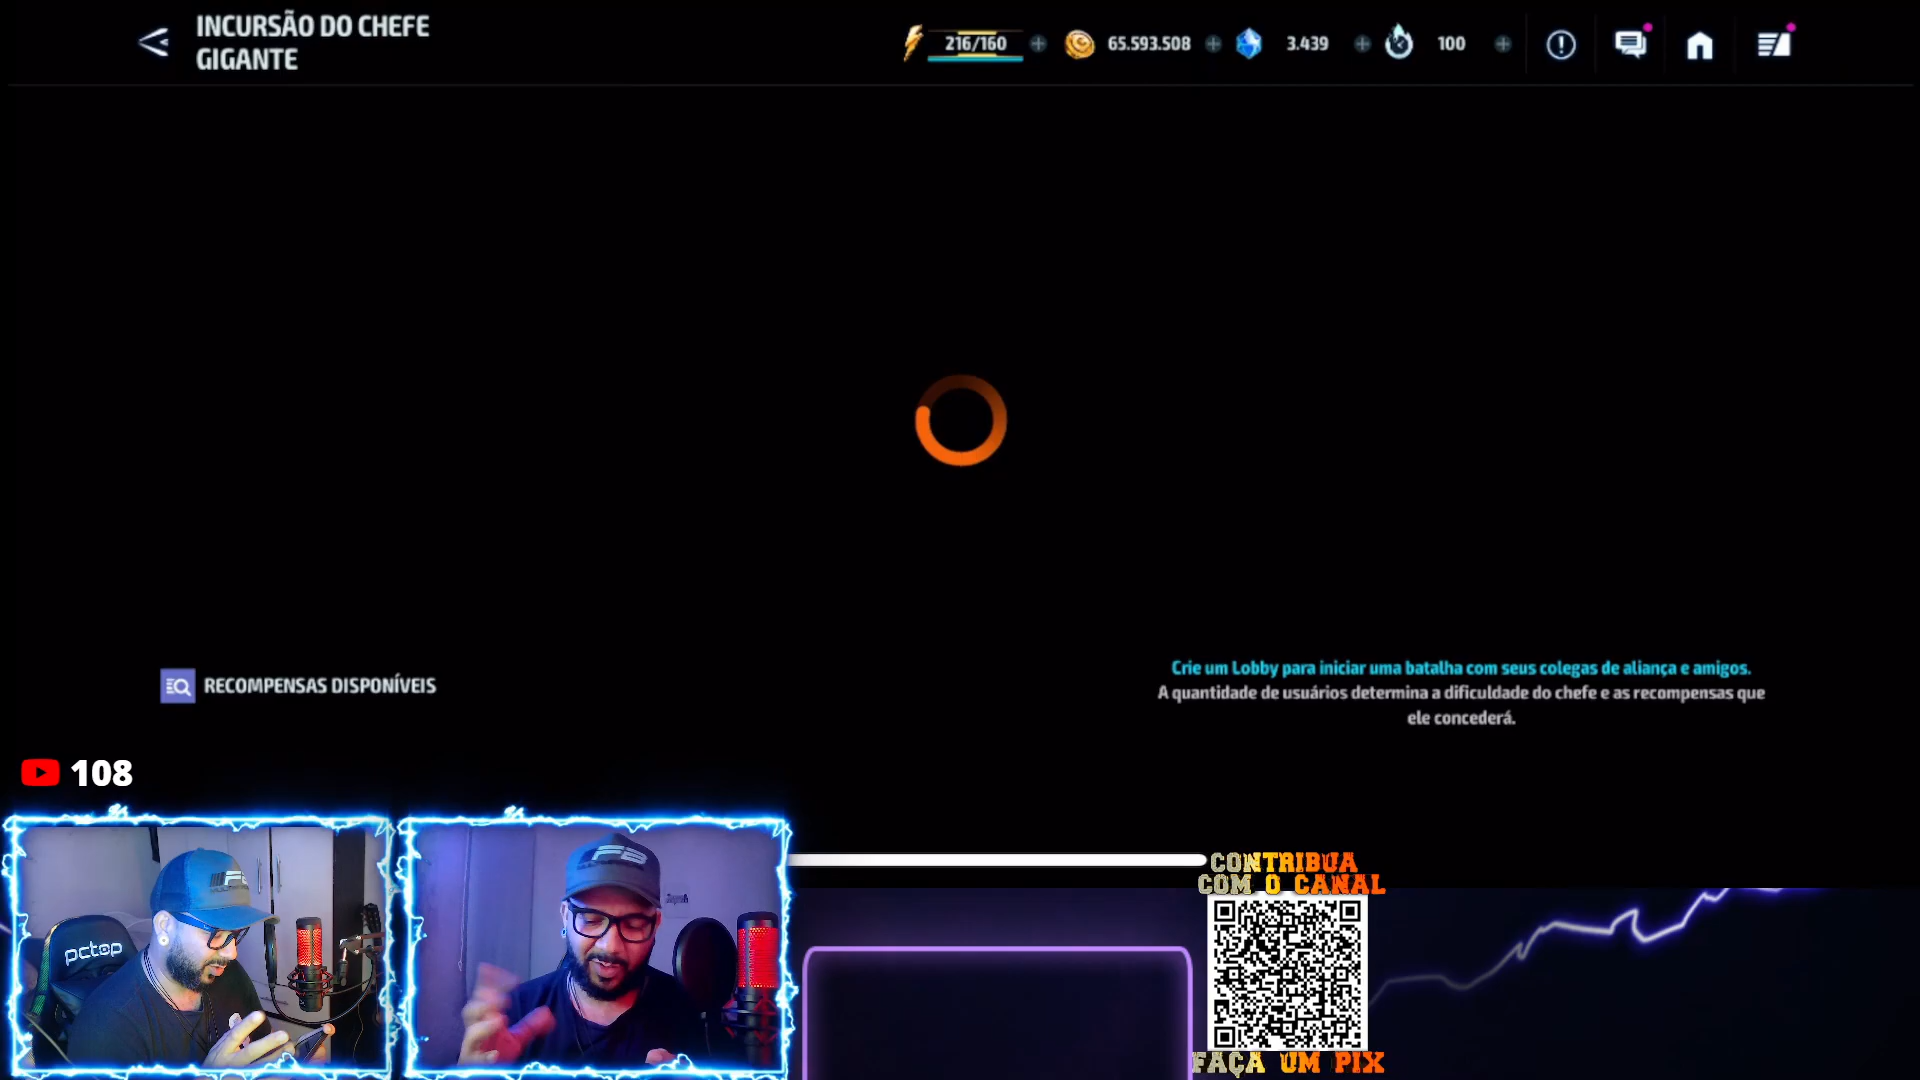 INCURSÃO DO CHEFE
GIGANTE
216/160
65.593.508
3.439
100
RECOMPENSAS DISPONÍVEIS
Crie um Lobby para iniciar uma batalha com seus colegas de aliança e amigos.
A quantidade de usuários determina a dificuldade do chefe e as recompensas que
ele concederá.
108
pctop
FB
CONTRIBUA
COM O CANAL
FAÇA UM PIX